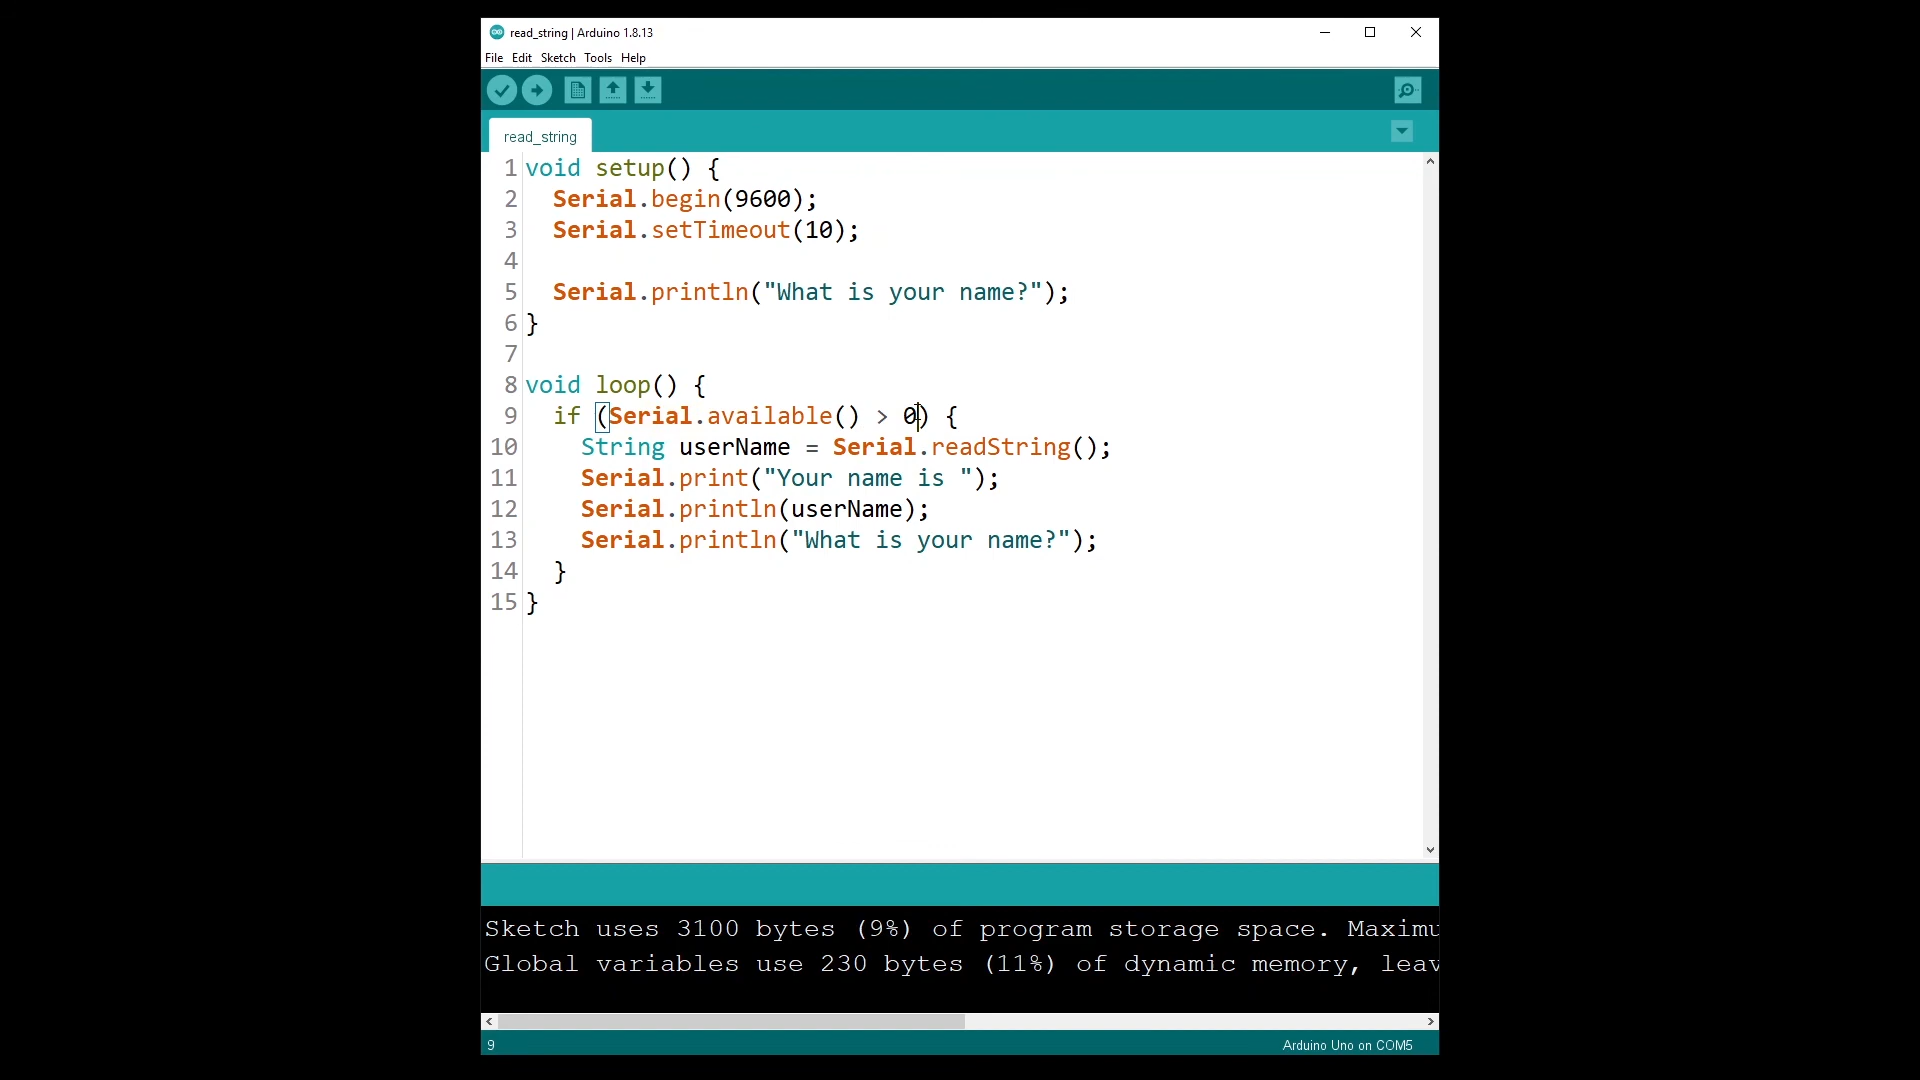 read_string | Arduino 1.8.13
File Edit Sketch Tools Help
read_string
1 void setup() {
2   Serial.begin(9600);
3   Serial.setTimeout(10);
4
5   Serial.println("What is your name?");
6 }
7
8 void loop() {
9   if (Serial.available() > 0) {
10     String userName = Serial.readString();
11     Serial.print("Your name is ");
12     Serial.println(userName);
13     Serial.println("What is your name?");
14   }
15 }
Sketch uses 3100 bytes (9%) of program storage space. Maximu
Global variables use 230 bytes (11%) of dynamic memory, leav
9 Arduino Uno on COM5